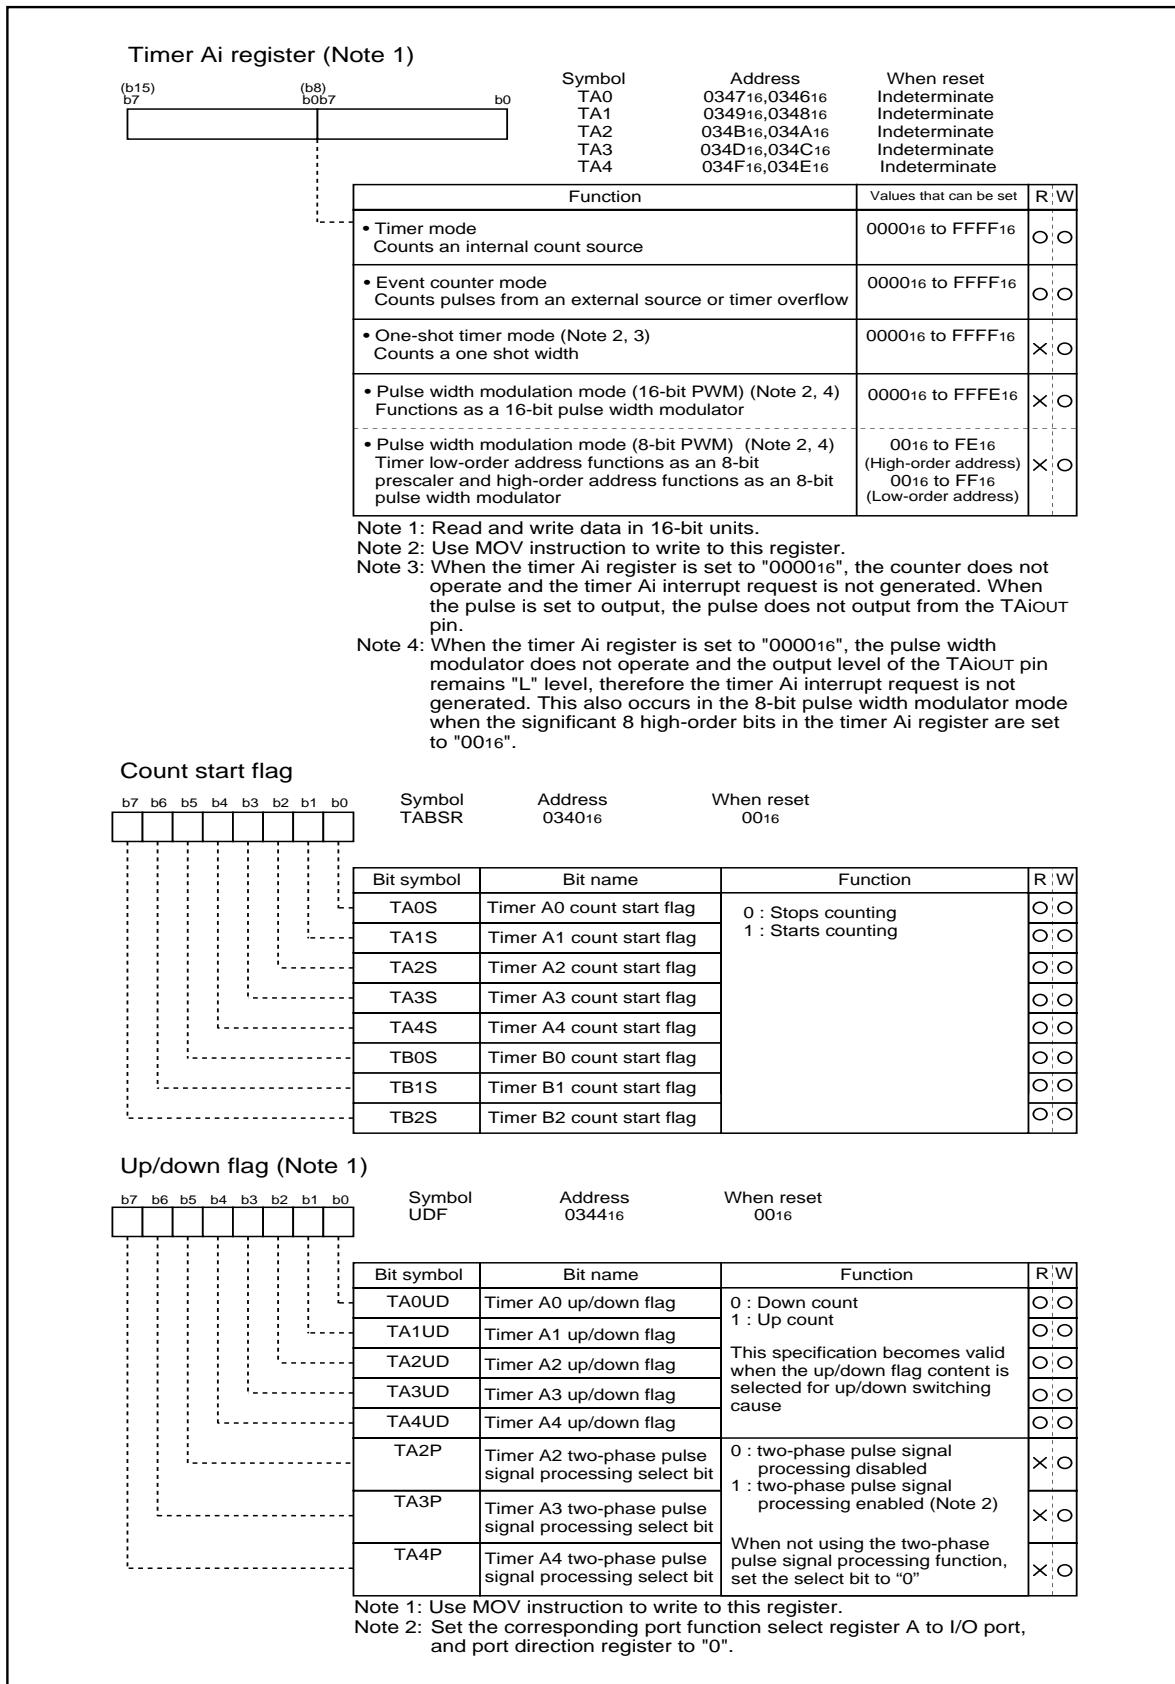 Timer Ai register (Note 1)
(b15) (b8)
b7 b0b7 b0
Symbol Address When reset
TA0 034716,034616 Indeterminate
TA1 034916,034816 Indeterminate
TA2 034B16,034A16 Indeterminate
TA3 034D16,034C16 Indeterminate
TA4 034F16,034E16 Indeterminate
Function Values that can be set R W
• Timer mode 000016 to FFFF16 O O
Counts an internal count source
• Event counter mode 000016 to FFFF16 O O
Counts pulses from an external source or timer overflow
• One-shot timer mode (Note 2, 3) 000016 to FFFF16 X O
Counts a one shot width
• Pulse width modulation mode (16-bit PWM) (Note 2, 4) 000016 to FFFE16 X O
Functions as a 16-bit pulse width modulator
• Pulse width modulation mode (8-bit PWM) (Note 2, 4) 0016 to FE16
Timer low-order address functions as an 8-bit (High-order address) X O
prescaler and high-order address functions as an 8-bit 0016 to FF16
pulse width modulator (Low-order address)
Note 1: Read and write data in 16-bit units.
Note 2: Use MOV instruction to write to this register.
Note 3: When the timer Ai register is set to "000016", the counter does not
operate and the timer Ai interrupt request is not generated. When
the pulse is set to output, the pulse does not output from the TAiOUT
pin.
Note 4: When the timer Ai register is set to "000016", the pulse width
modulator does not operate and the output level of the TAiOUT pin
remains "L" level, therefore the timer Ai interrupt request is not
generated. This also occurs in the 8-bit pulse width modulator mode
when the significant 8 high-order bits in the timer Ai register are set
to "0016".
Count start flag
b7 b6 b5 b4 b3 b2 b1 b0
Symbol Address When reset
TABSR 034016 0016
Bit symbol Bit name Function R W
TA0S Timer A0 count start flag 0 : Stops counting O O
TA1S Timer A1 count start flag 1 : Starts counting O O
TA2S Timer A2 count start flag O O
TA3S Timer A3 count start flag O O
TA4S Timer A4 count start flag O O
TB0S Timer B0 count start flag O O
TB1S Timer B1 count start flag O O
TB2S Timer B2 count start flag O O
Up/down flag (Note 1)
b7 b6 b5 b4 b3 b2 b1 b0
Symbol Address When reset
UDF 034416 0016
Bit symbol Bit name Function R W
TA0UD Timer A0 up/down flag 0 : Down count O O
TA1UD Timer A1 up/down flag 1 : Up count O O
TA2UD Timer A2 up/down flag This specification becomes valid O O
when the up/down flag content is
TA3UD Timer A3 up/down flag selected for up/down switching O O
cause
TA4UD Timer A4 up/down flag O O
TA2P Timer A2 two-phase pulse 0 : two-phase pulse signal X O
signal processing select bit processing disabled
1 : two-phase pulse signal
TA3P Timer A3 two-phase pulse processing enabled (Note 2) X O
signal processing select bit
When not using the two-phase
TA4P Timer A4 two-phase pulse pulse signal processing function, X O
signal processing select bit set the select bit to “0”
Note 1: Use MOV instruction to write to this register.
Note 2: Set the corresponding port function select register A to I/O port,
and port direction register to "0".